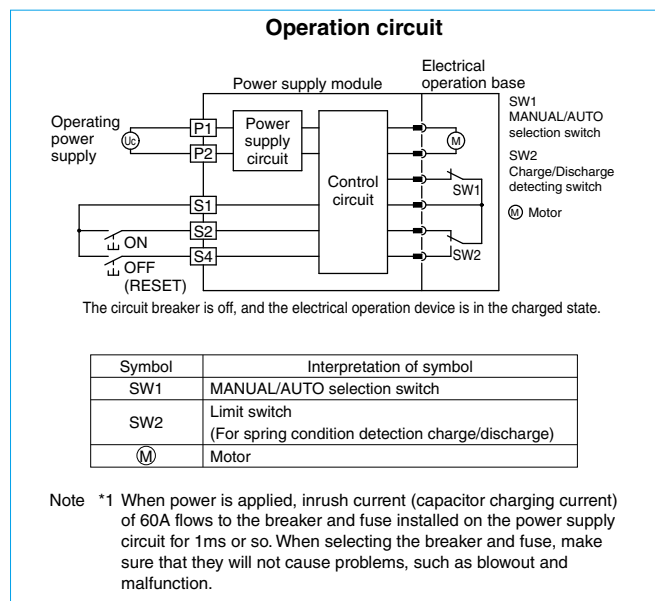 Operation circuit
Power supply module
Electrical
operation base
Operating
power
supply
Uc
P1
P2
Power
supply
circuit
Control
circuit
M
SW1
SW2
S1
S2
S4
ON
OFF
(RESET)
SW1
MANUAL/AUTO
selection switch
SW2
Charge/Discharge
detecting switch
M Motor
The circuit breaker is off, and the electrical operation device is in the charged state.
Symbol Interpretation of symbol
SW1 MANUAL/AUTO selection switch
SW2 Limit switch
(For spring condition detection charge/discharge)
M Motor
Note *1 When power is applied, inrush current (capacitor charging current)
of 60A flows to the breaker and fuse installed on the power supply
circuit for 1ms or so. When selecting the breaker and fuse, make
sure that they will not cause problems, such as blowout and
malfunction.